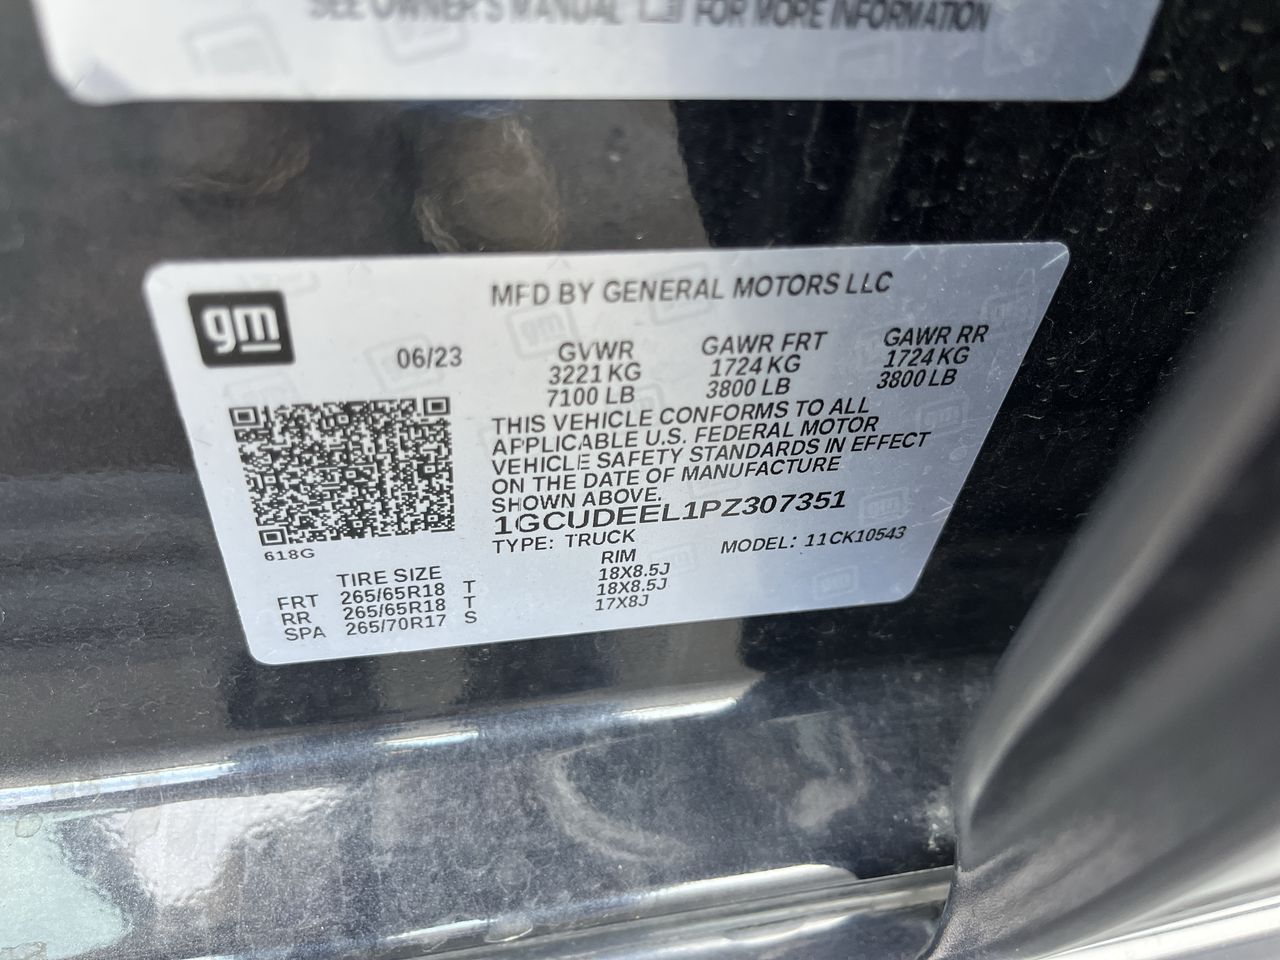 SEE OWNER'S MANUAL FOR MORE INFORMATION
gm
MFD BY GENERAL MOTORS LLC
06/23
GVWR GAWR FRT GAWR RR
3221 KG 1724 KG 1724 KG
7100 LB 3800 LB 3800 LB
THIS VEHICLE CONFORMS TO ALL
APPLICABLE U.S. FEDERAL MOTOR
VEHICLE SAFETY STANDARDS IN EFFECT
ON THE DATE OF MANUFACTURE
SHOWN ABOVE.
1GCUDEEL1PZ307351
TYPE: TRUCK MODEL: 11CK10543
618G
TIRE SIZE RIM
FRT 265/65R18 T 18X8.5J
RR 265/65R18 T 18X8.5J
SPA 265/70R17 S 17X8J